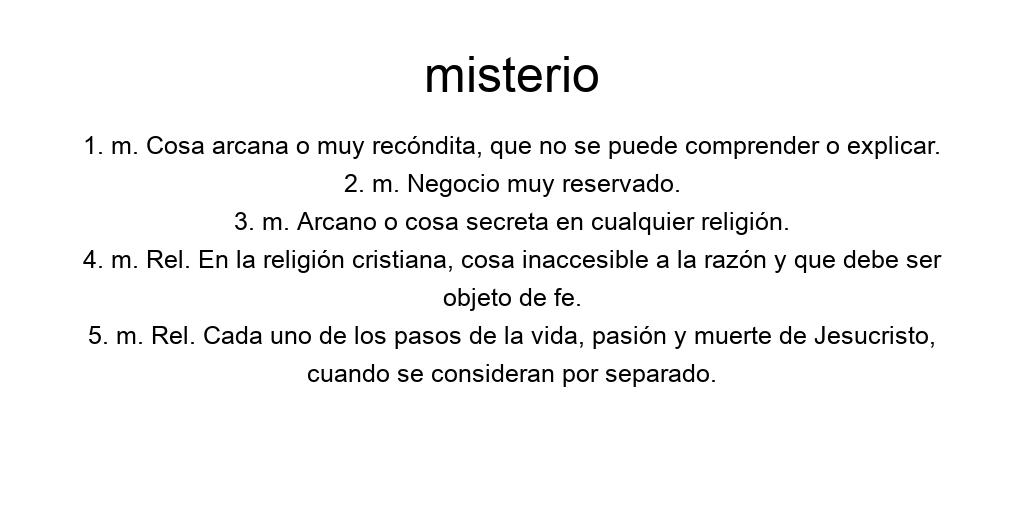 misterio
1. m. Cosa arcana o muy recóndita, que no se puede comprender o explicar.
2. m. Negocio muy reservado.
3. m. Arcano o cosa secreta en cualquier religión.
4. m. Rel. En la religión cristiana, cosa inaccesible a la razón y que debe ser
objeto de fe.
5. m. Rel. Cada uno de los pasos de la vida, pasión y muerte de Jesucristo,
cuando se consideran por separado.